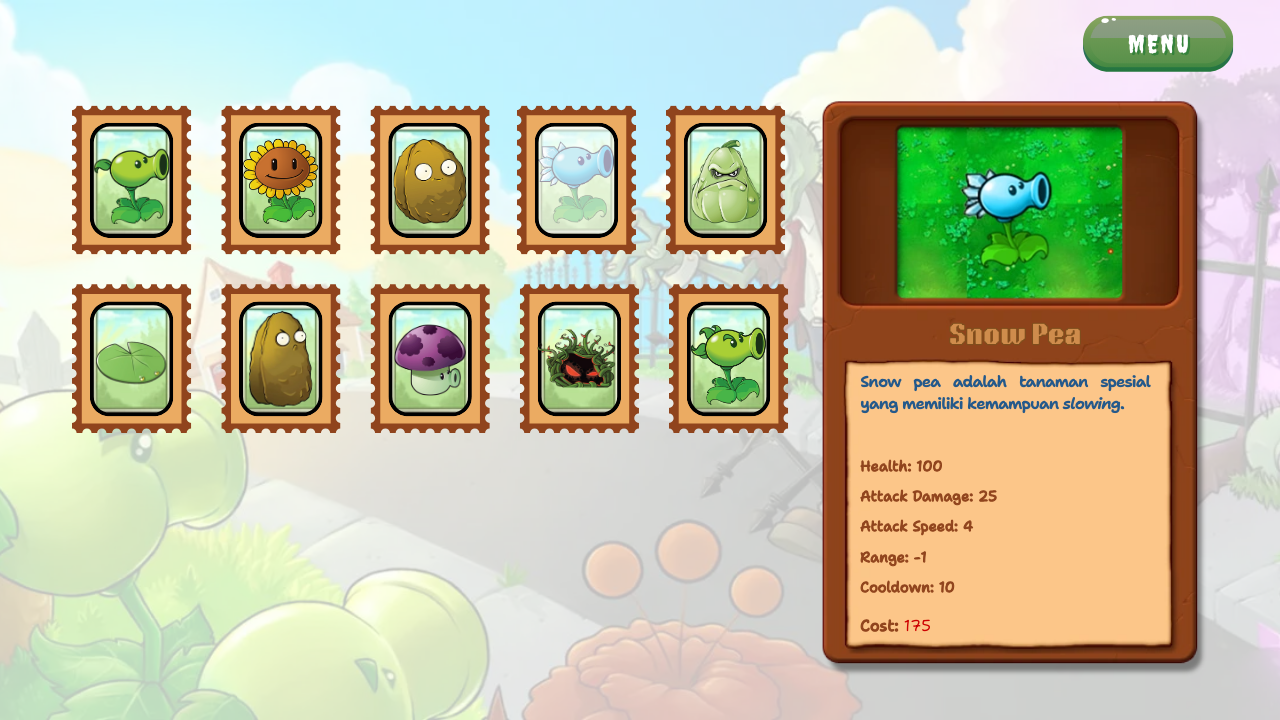 MENU
Snow Pea
Snow pea adalah tanaman spesial
yang memiliki kemampuan slowing.
Health: 100
Attack Damage: 25
Attack Speed: 4
Range: -1
Cooldown: 10
Cost: 175